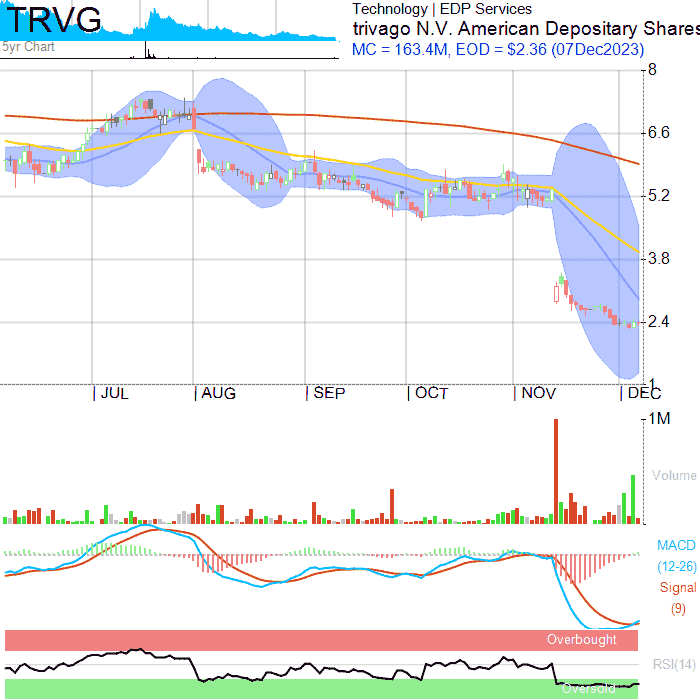 TRVG
5yr Chart
Technology | EDP Services
trivago N.V. American Depositary Shares
MC = 163.4M, EOD = $2.36 (07Dec2023)
8
6.6
5.2
3.8
2.4
1
JUL AUG SEP OCT NOV DEC
1M
Volume
MACD
(12-26)
Signal
(9)
Overbought
RSI(14)
Oversold